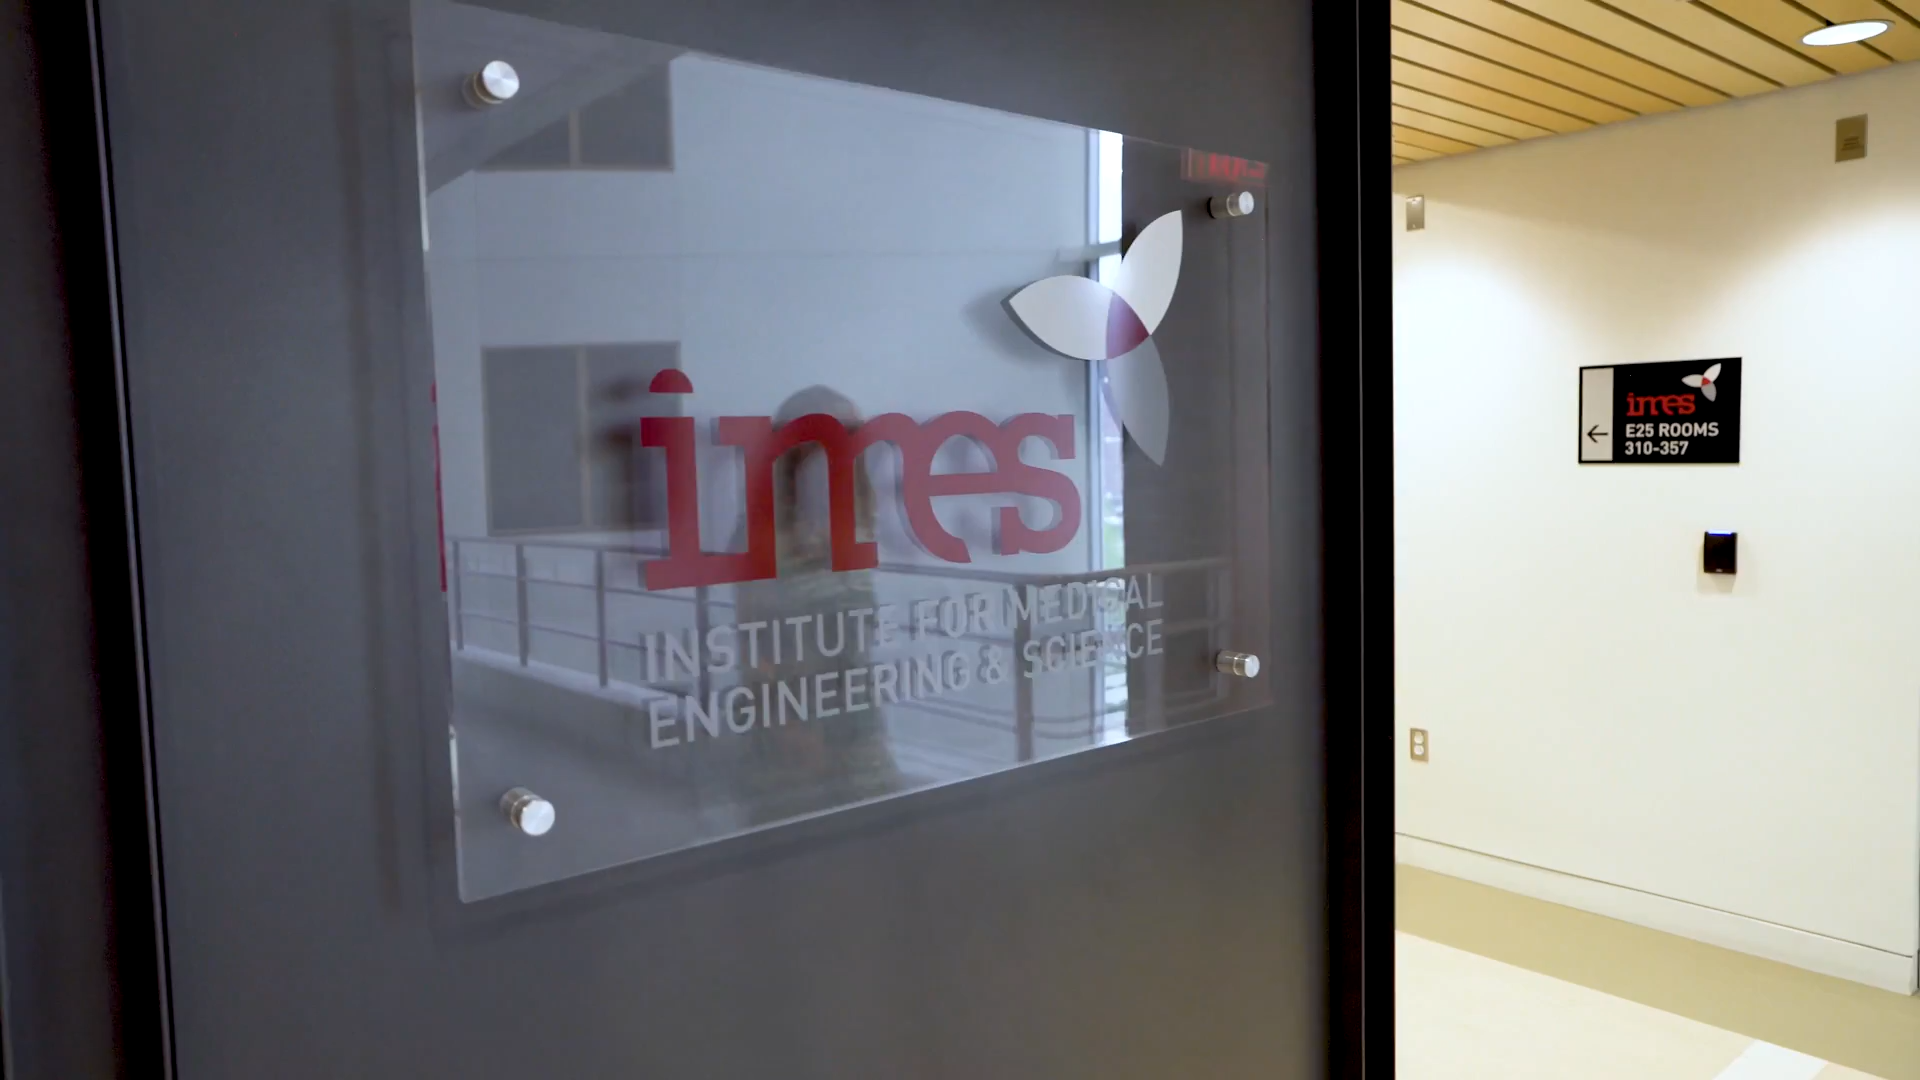 imes
INSTITUTE FOR MEDICAL
ENGINEERING & SCIENCE
imes
E25 ROOMS
310-357